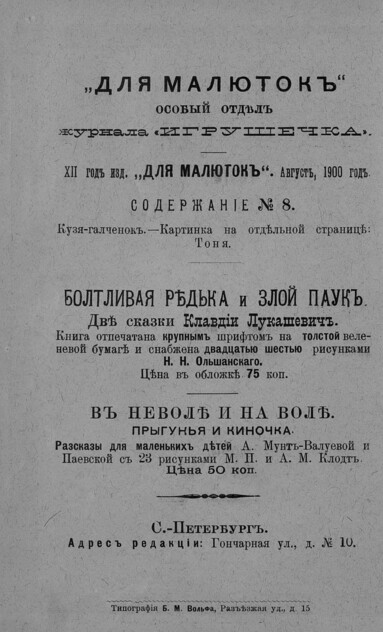 „ДЛЯ МАЛЮТОКЪ“
ОСОБЫЙ ОТДѢЛЪ
журнала «ИГРУШЕЧКА».
XII годъ изд. „ДЛЯ МАЛЮТОКЪ“. Августъ, 1900 годъ
СОДЕРЖАНІЕ № 8.
Кузя-галченокъ.—Картинка на отдѣльной страницѣ:
Тоня.
БОЛТЛИВАЯ РѢДЬКА и ЗЛОЙ ПАУКЪ.
Двѣ сказки Клавдіи Лукашевичъ.
Книга отпечатана крупнымъ шрифтомъ на толстой веле-
невой бумагѣ и снабжена двадцатью шестью рисунками
Н. Н. Ольшанскаго.
Цѣна въ обложкѣ 75 коп.
ВЪ НЕВОЛѢ И НА ВОЛѢ.
ПРЫГУНЬЯ И КИНОЧКА.
Разсказы для маленькихъ дѣтей А. Мунтъ-Валуевой и
Паевской съ 23 рисунками М. П. и А. М. Клодтъ.
Цѣна 50 коп.
С.-Петербургъ.
Адресъ редакціи: Гончарная ул., д. № 10.
Типографія Б. М. Вольфа, Разъѣзжая ул., д. 15